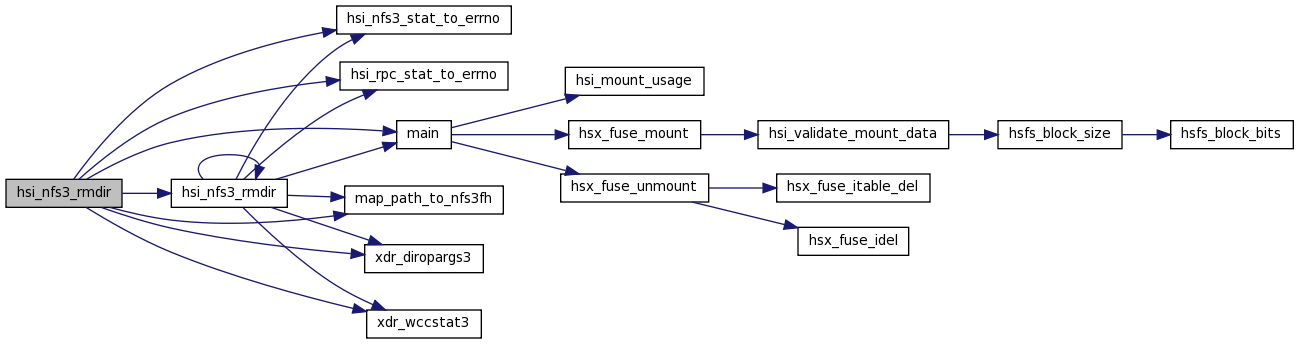 hsi_nfs3_stat_to_errno
hsi_rpc_stat_to_errno
hsi_mount_usage
main
hsx_fuse_mount
hsi_validate_mount_data
hsfs_block_size
hsfs_block_bits
hsi_nfs3_rmdir
hsi_nfs3_rmdir
map_path_to_nfs3fh
hsx_fuse_unmount
hsx_fuse_itable_del
hsx_fuse_idel
xdr_diropargs3
xdr_wccstat3